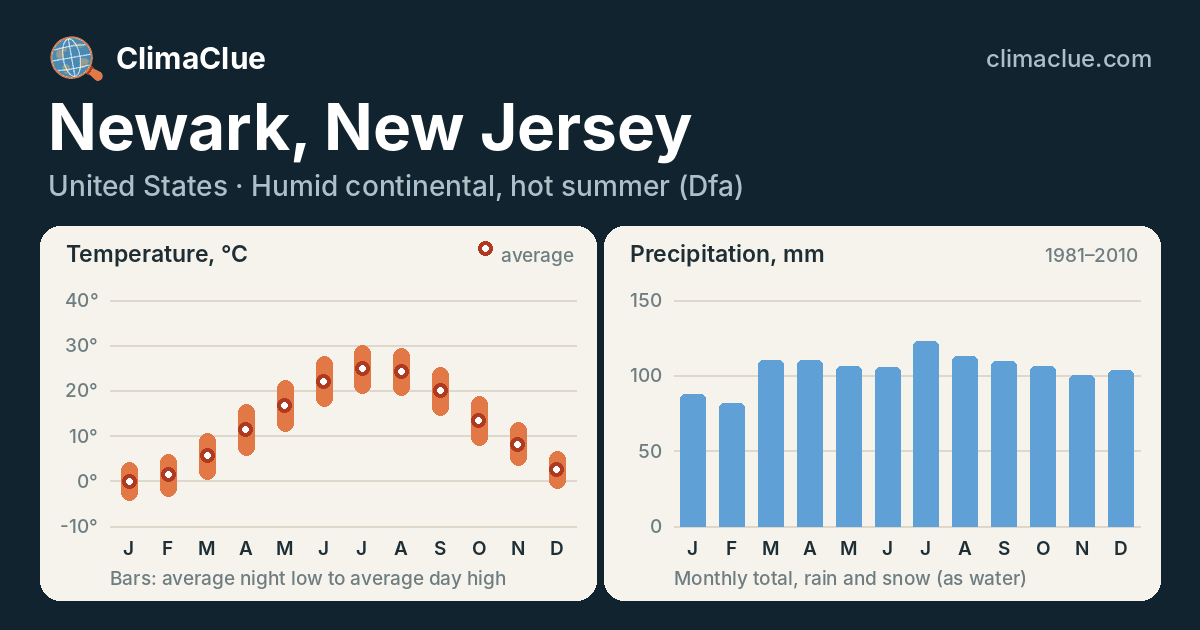 ClimaClue
climaclue.com
Newark, New Jersey
United States · Humid continental, hot summer (Dfa)
Temperature, °C
average
40°
30°
20°
10°
0°
-10°
J F M A M J J A S O N D
Bars: average night low to average day high
Precipitation, mm
1981–2010
150
100
50
0
J F M A M J J A S O N D
Monthly total, rain and snow (as water)